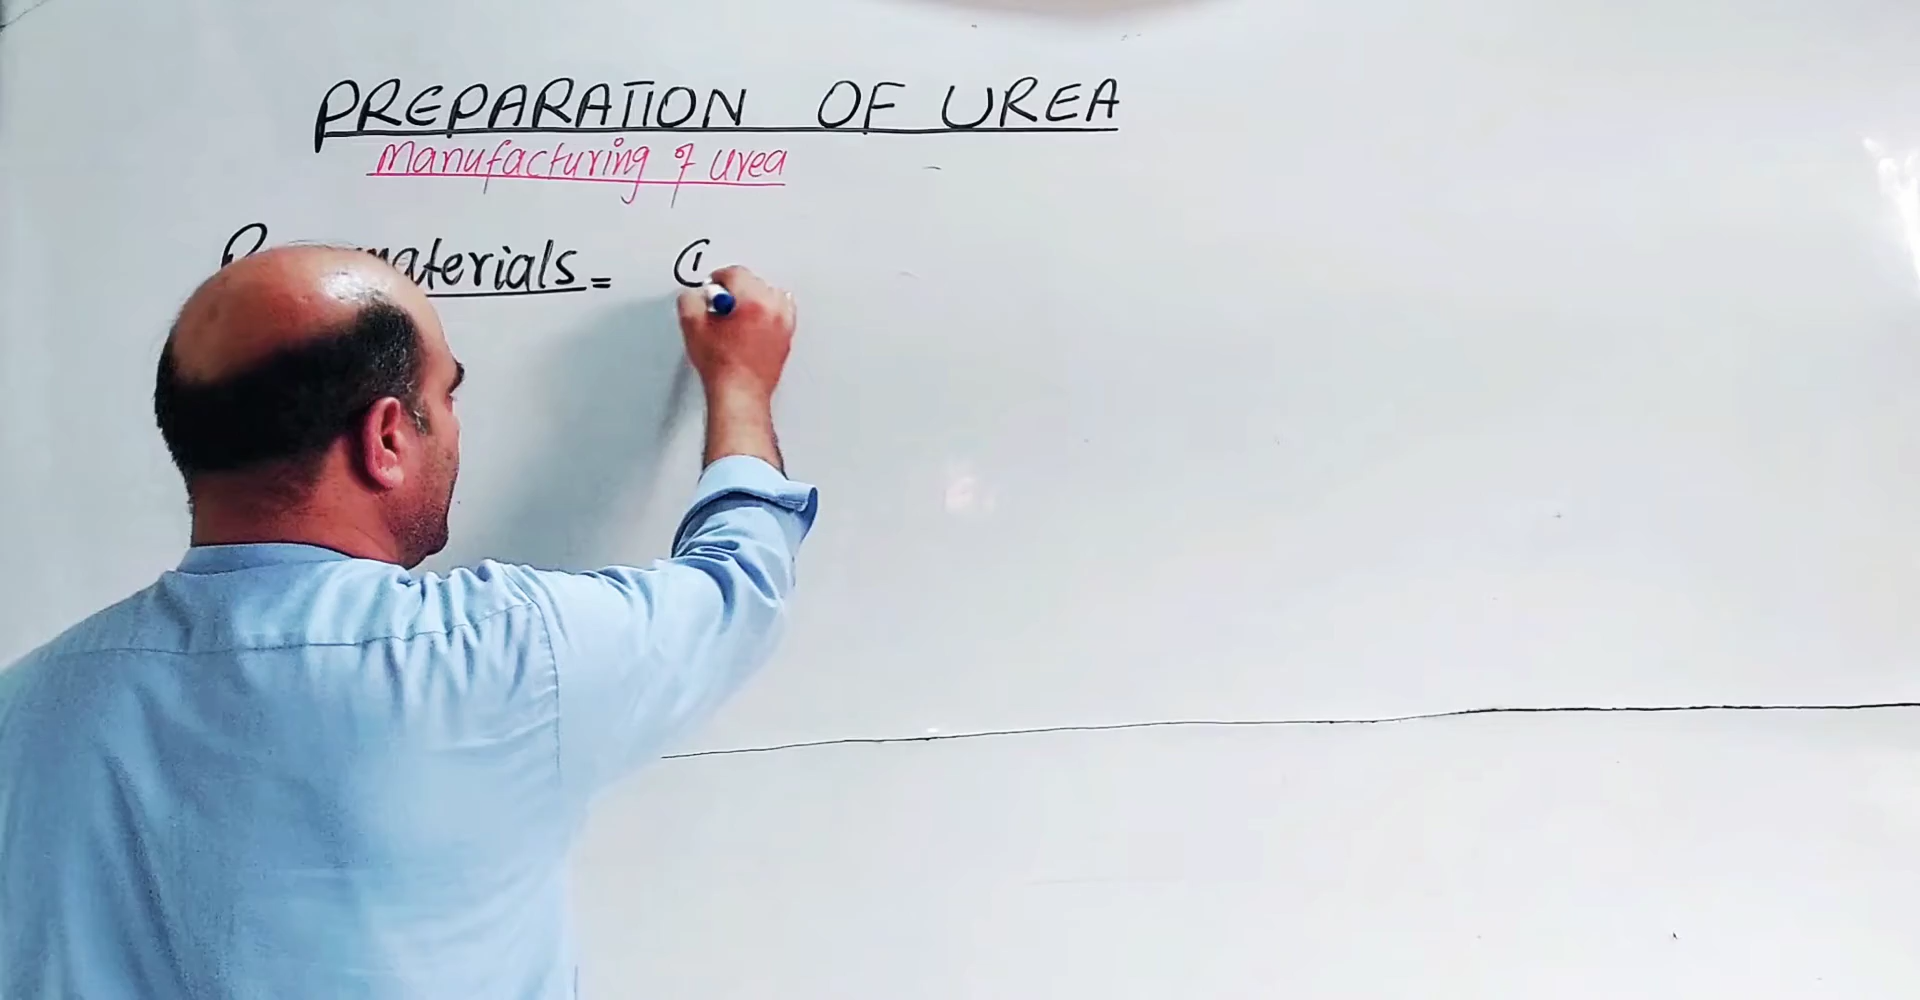 PREPARATION OF UREA
Manufacturing of urea
materials = (1